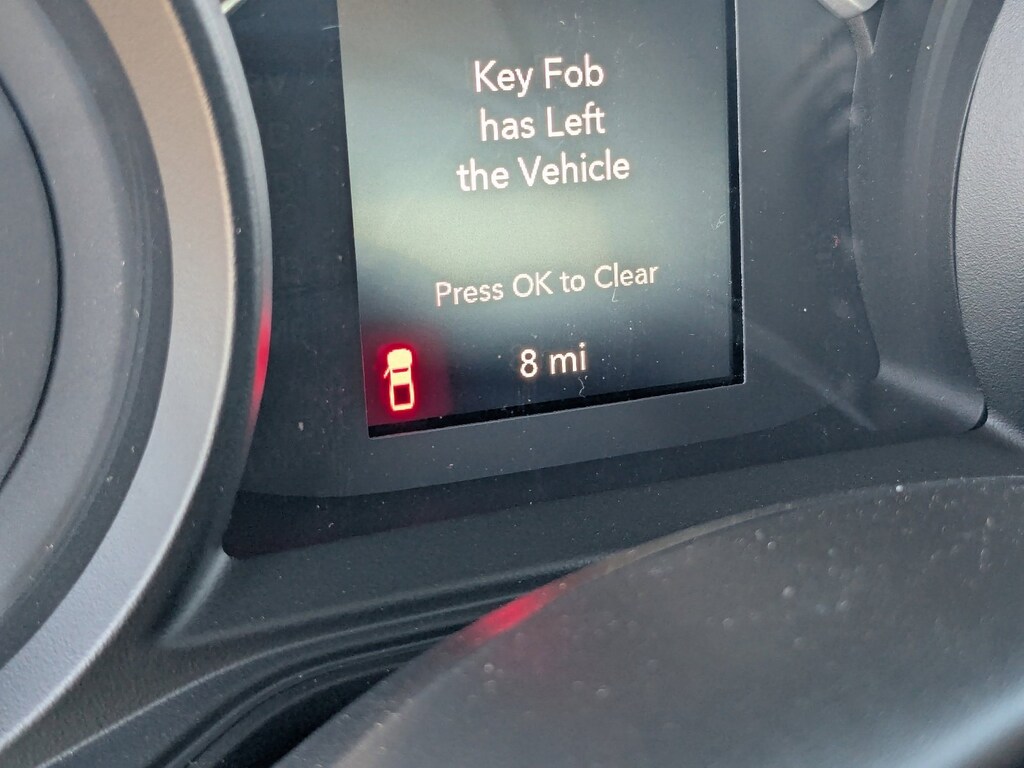 Key Fob
has Left
the Vehicle
Press OK to Clear
8 mi